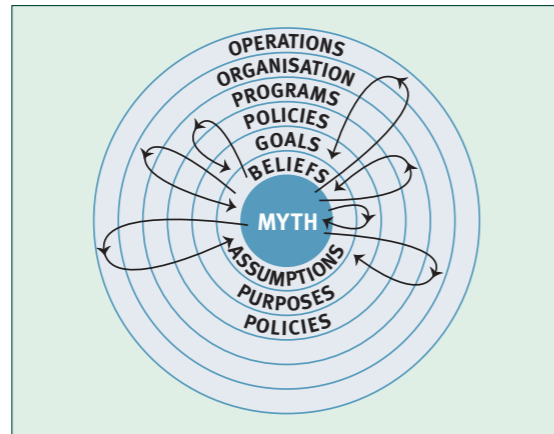 OPERATIONS
ORGANISATION
PROGRAMS
POLICIES
GOALS
BELIEFS
MYTH
ASSUMPTIONS
PURPOSES
POLICIES